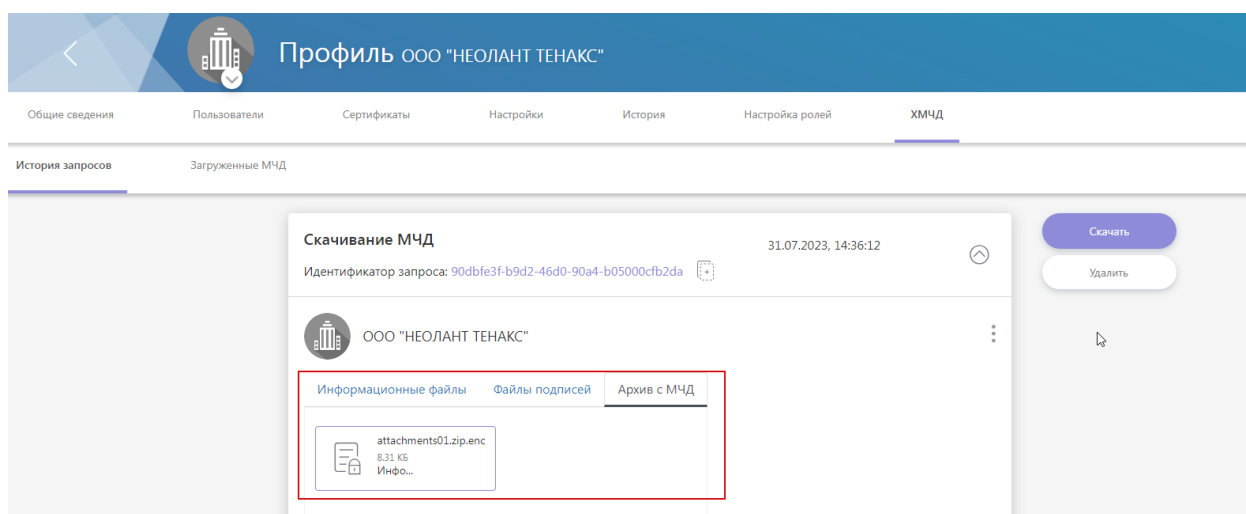 Профиль ООО "НЕОЛАНТ ТЕНАКС"
Общие сведения Пользователи Сертификаты Настройки История Настройка ролей ХМЧД
История запросов Загруженные МЧД
Скачивание МЧД 31.07.2023, 14:36:12
Идентификатор запроса: 90dbfe3f-b9d2-46d0-90a4-b05000cfb2da
Скачать
Удалить
ООО "НЕОЛАНТ ТЕНАКС"
Информационные файлы Файлы подписей Архив с МЧД
attachments01.zip.enc
8.31 КБ
Инфо...